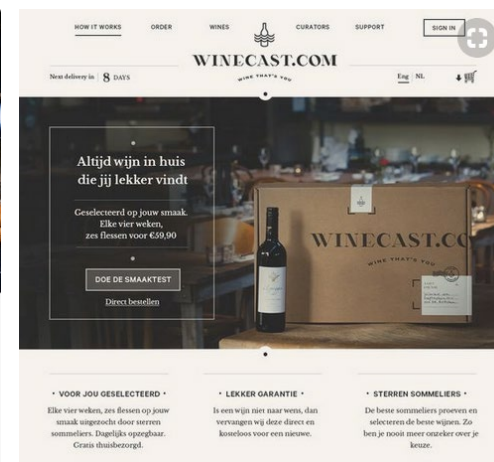 HOW IT WORKS
ORDER
WINES
CURATORS
SUPPORT
SIGN IN
WINECAST.COM
WINE THAT'S YOU
Next delivery in 8 DAYS
Eng NL
Altijd wijn in huis
die jij lekker vindt
Geselecteerd op jouw smaak.
Elke vier weken,
zes flessen voor €59,90
DOE DE SMAAKTEST
Direct bestellen
WINECAST.CO
WINE THAT'S YOU
• VOOR JOU GESELECTEERD •
Elke vier weken, zes flessen op jouw
smaak uitgezocht door sterren
sommeliers. Dagelijks opzegbaar.
Gratis thuisbezorgd.
• LEKKER GARANTIE •
Is een wijn niet naar wens, dan
vervangen wij deze direct en
kosteloos voor een nieuwe.
• STERREN SOMMELIERS •
De beste sommeliers proeven en
selecteren de beste wijnen. Zo
ben je nooit meer onzeker over je
keuze.